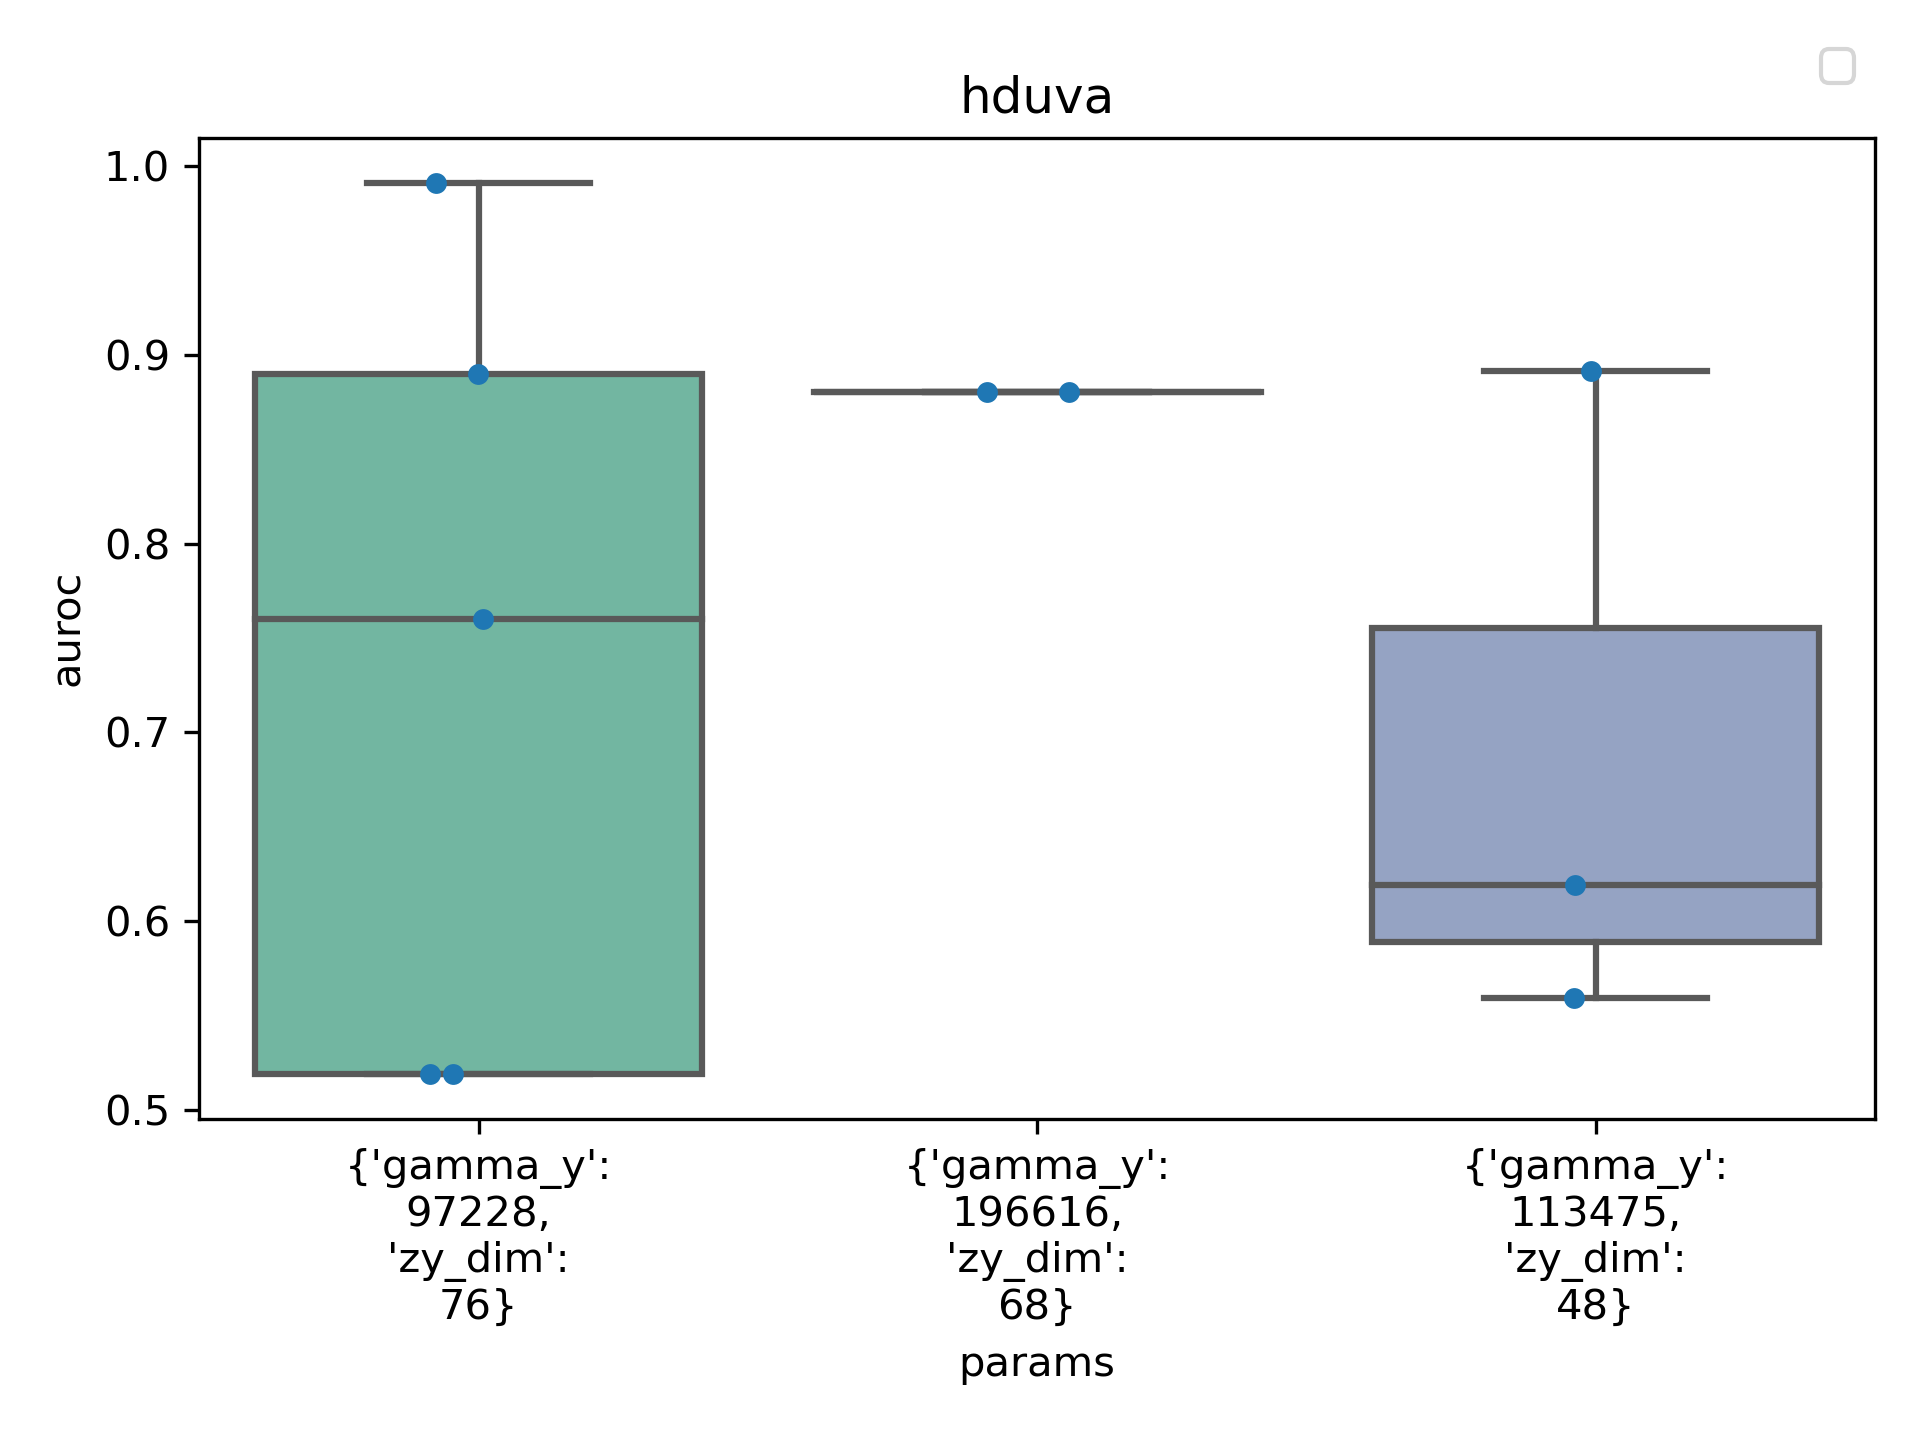 hduva
1.0
0.9
0.8
0.7
0.6
0.5
auroc
{'gamma_y':
97228,
'zy_dim':
76}
{'gamma_y':
196616,
'zy_dim':
68}
{'gamma_y':
113475,
'zy_dim':
48}
params